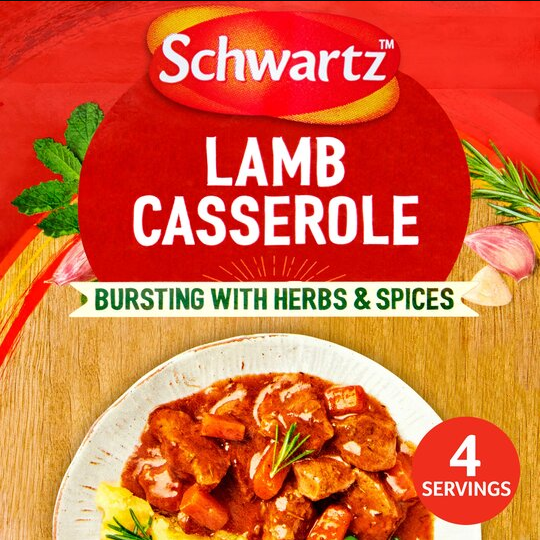 Schwartz™
LAMB
CASSEROLE
BURSTING WITH HERBS & SPICES
4
SERVINGS